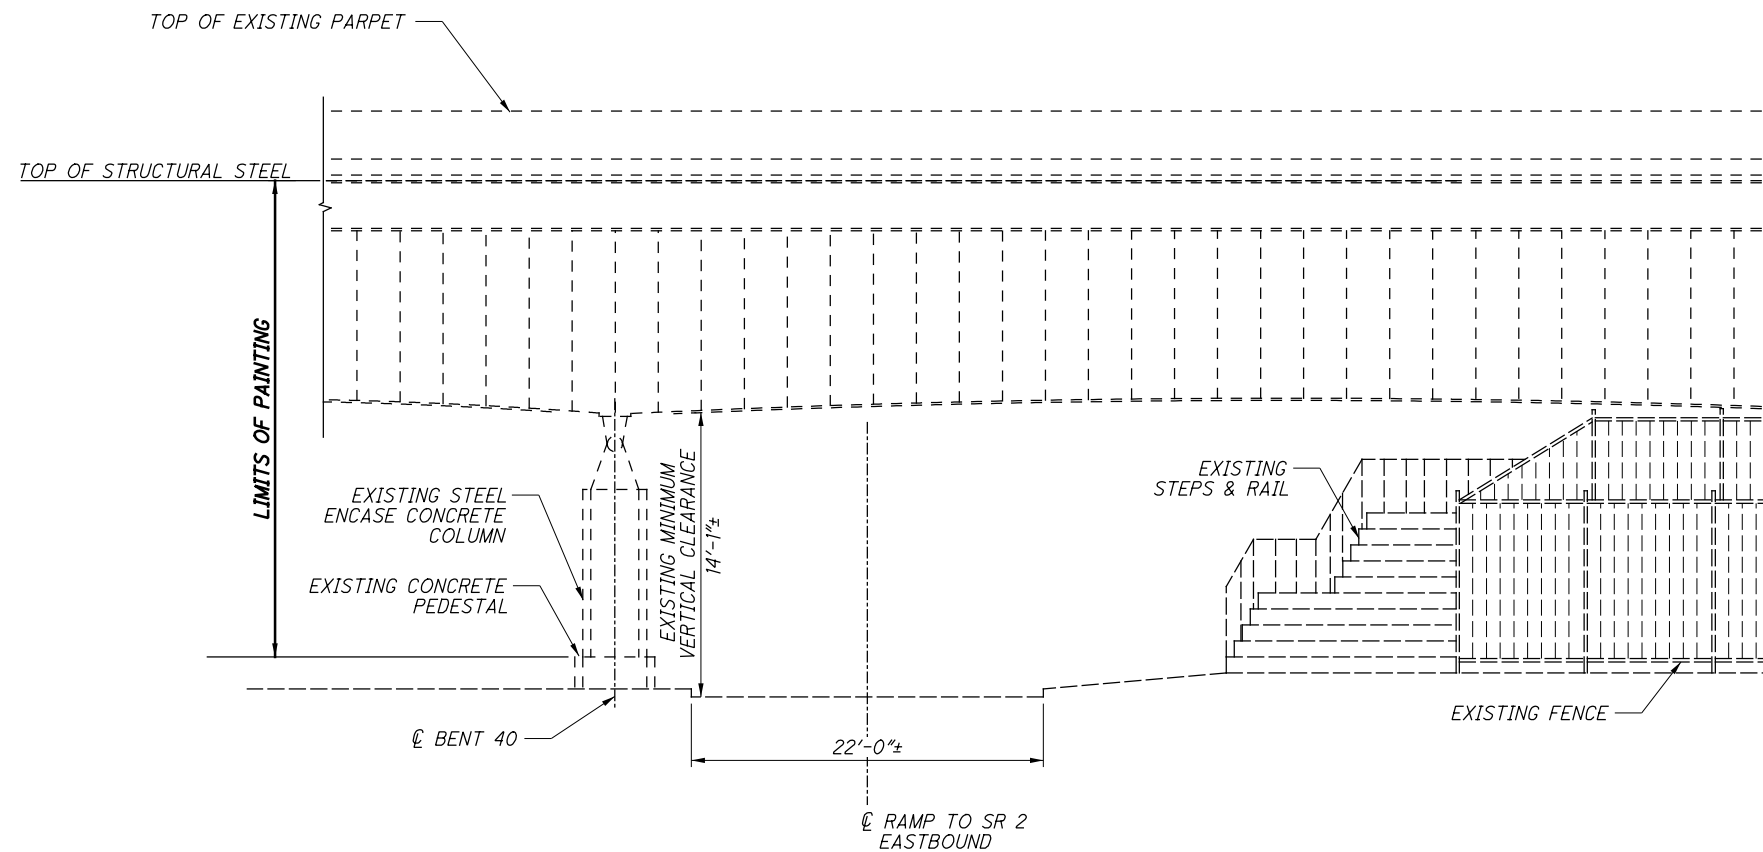 TOP OF EXISTING PARPET
TOP OF STRUCTURAL STEEL
LIMITS OF PAINTING
EXISTING STEEL
ENCASE CONCRETE
COLUMN
EXISTING CONCRETE
PEDESTAL
EXISTING MINIMUM
VERTICAL CLEARANCE
14'-1"±
EXISTING
STEPS & RAIL
EXISTING FENCE
℄ BENT 40
22'-0"±
℄ RAMP TO SR 2
EASTBOUND